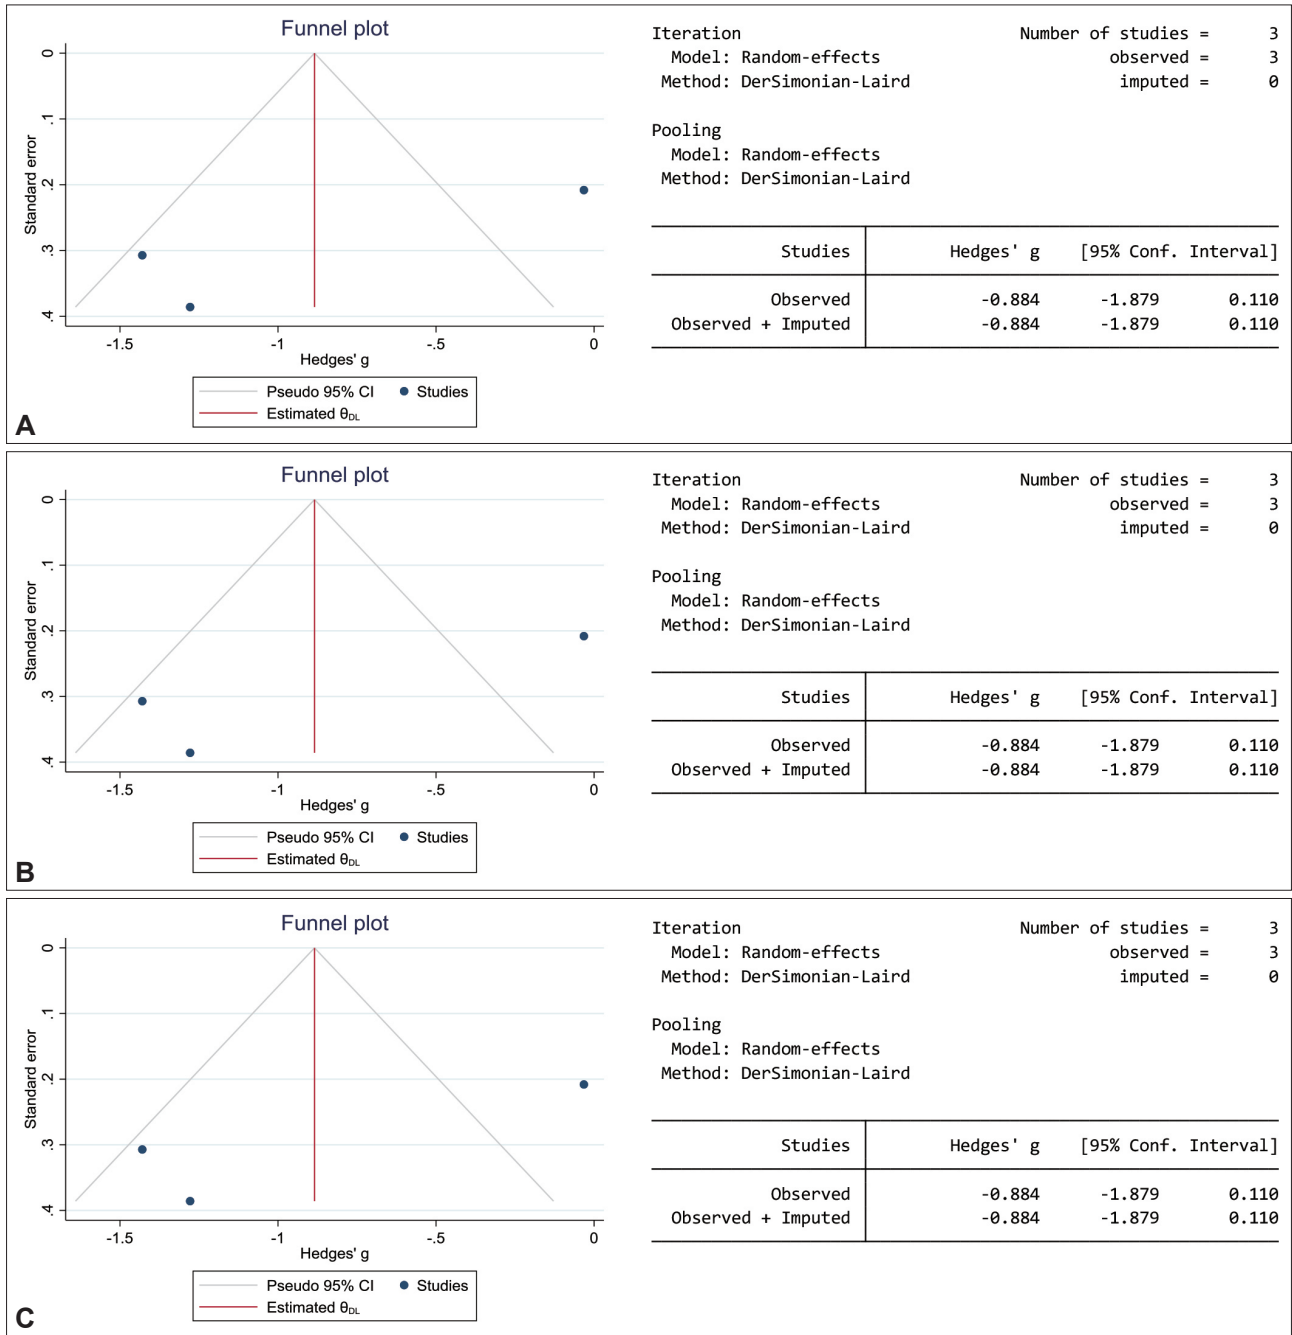 Funnel plot
Standard error
0
.1
.2
.3
.4
-1.5 -1 -.5 0
Hedges' g
Pseudo 95% CI Studies
Estimated θDL
A
Iteration Number of studies = 3
Model: Random-effects observed = 3
Method: DerSimonian-Laird imputed = 0
Pooling
Model: Random-effects
Method: DerSimonian-Laird
Studies Hedges' g [95% Conf. Interval]
Observed -0.884 -1.879 0.110
Observed + Imputed -0.884 -1.879 0.110
Funnel plot
Standard error
0
.1
.2
.3
.4
-1.5 -1 -.5 0
Hedges' g
Pseudo 95% CI Studies
Estimated θDL
B
Iteration Number of studies = 3
Model: Random-effects observed = 3
Method: DerSimonian-Laird imputed = 0
Pooling
Model: Random-effects
Method: DerSimonian-Laird
Studies Hedges' g [95% Conf. Interval]
Observed -0.884 -1.879 0.110
Observed + Imputed -0.884 -1.879 0.110
Funnel plot
Standard error
0
.1
.2
.3
.4
-1.5 -1 -.5 0
Hedges' g
Pseudo 95% CI Studies
Estimated θDL
C
Iteration Number of studies = 3
Model: Random-effects observed = 3
Method: DerSimonian-Laird imputed = 0
Pooling
Model: Random-effects
Method: DerSimonian-Laird
Studies Hedges' g [95% Conf. Interval]
Observed -0.884 -1.879 0.110
Observed + Imputed -0.884 -1.879 0.110